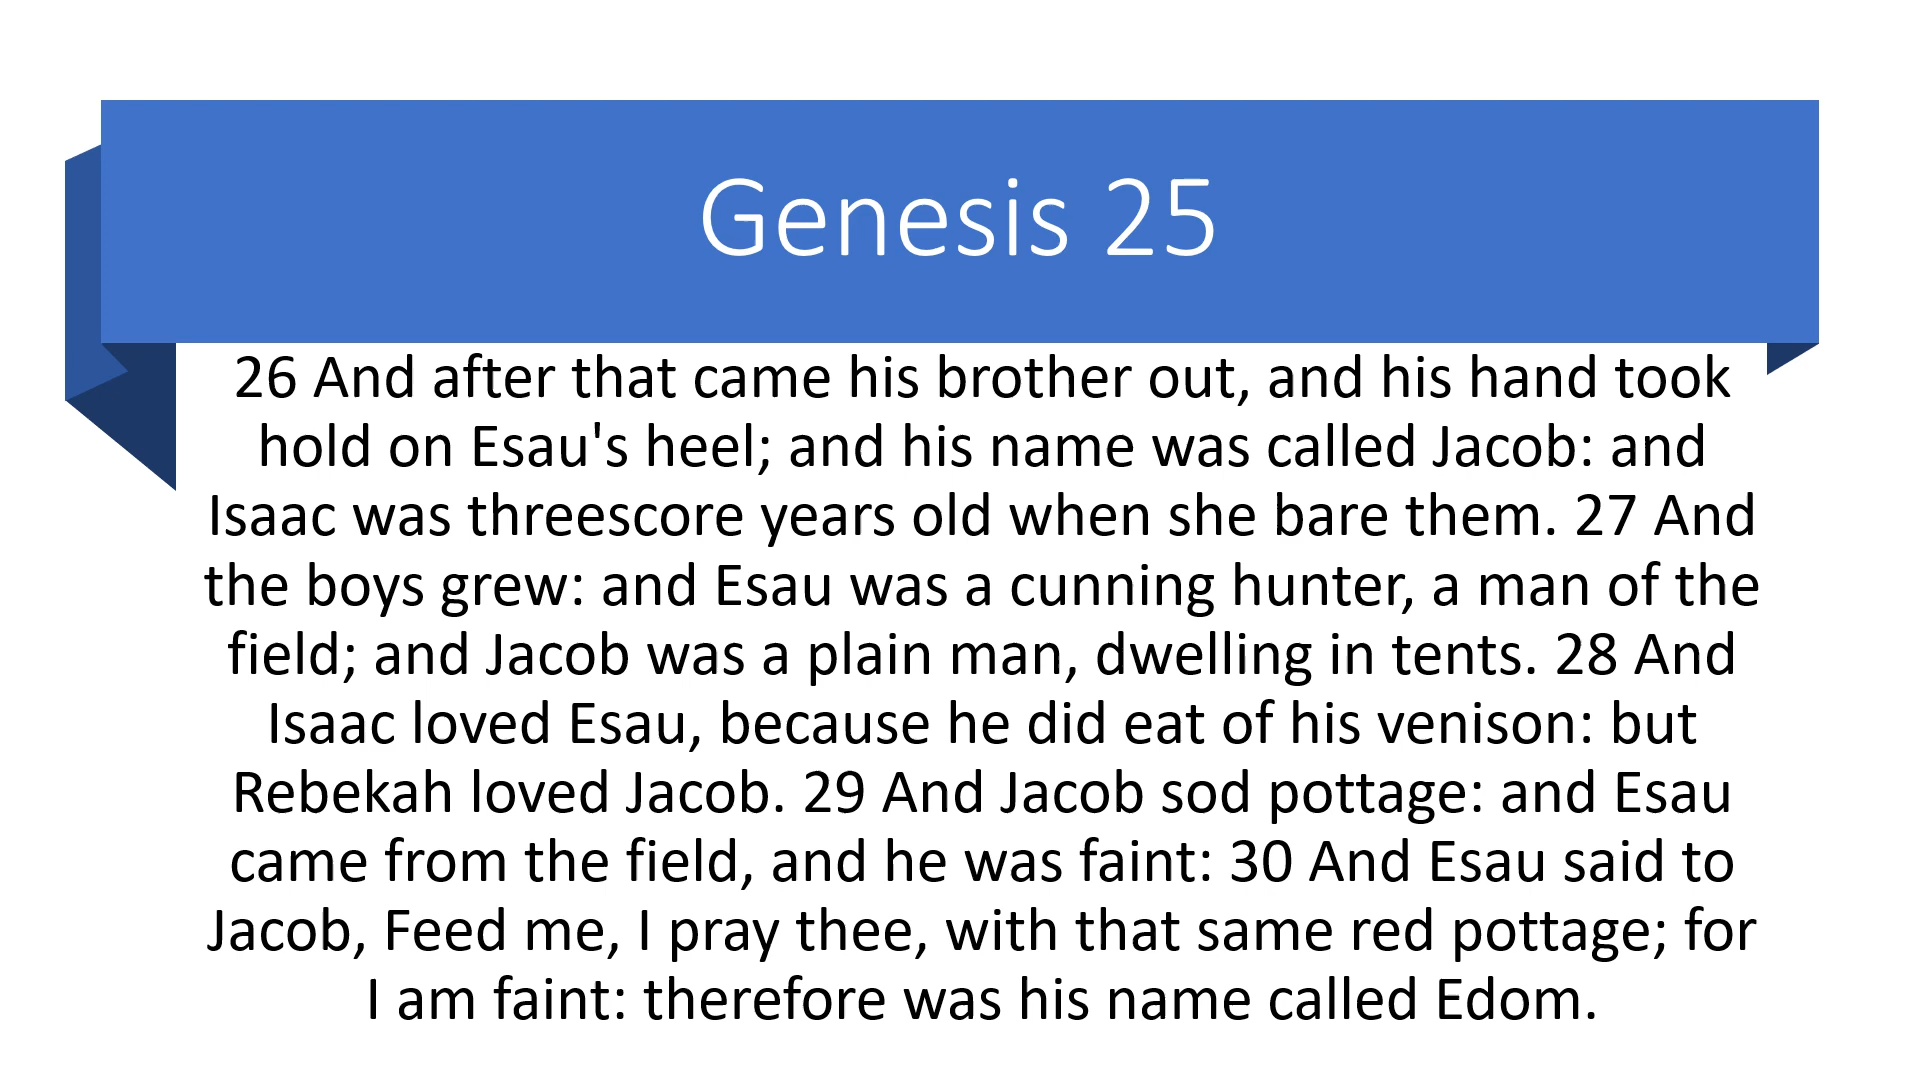 Genesis 25
26 And after that came his brother out, and his hand took
hold on Esau's heel; and his name was called Jacob: and
Isaac was threescore years old when she bare them. 27 And
the boys grew: and Esau was a cunning hunter, a man of the
field; and Jacob was a plain man, dwelling in tents. 28 And
Isaac loved Esau, because he did eat of his venison: but
Rebekah loved Jacob. 29 And Jacob sod pottage: and Esau
came from the field, and he was faint: 30 And Esau said to
Jacob, Feed me, I pray thee, with that same red pottage; for
I am faint: therefore was his name called Edom.